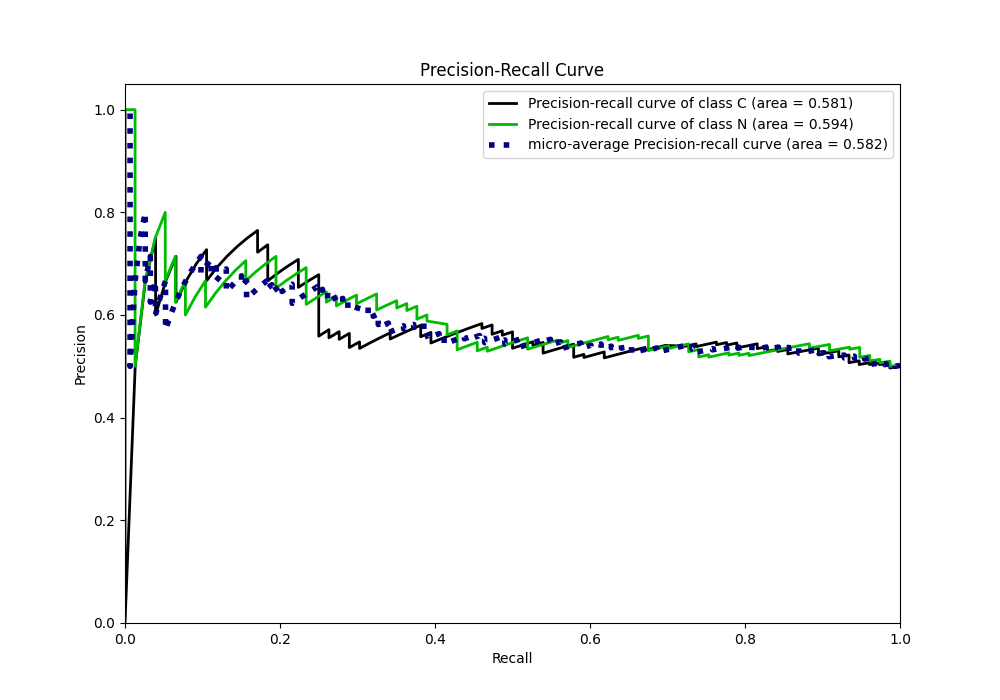 Precision-Recall Curve
Precision-recall curve of class C (area = 0.581)
Precision-recall curve of class N (area = 0.594)
micro-average Precision-recall curve (area = 0.582)
1.0
0.8
0.6
0.4
0.2
0.0
Precision
0.0 0.2 0.4 0.6 0.8 1.0
Recall